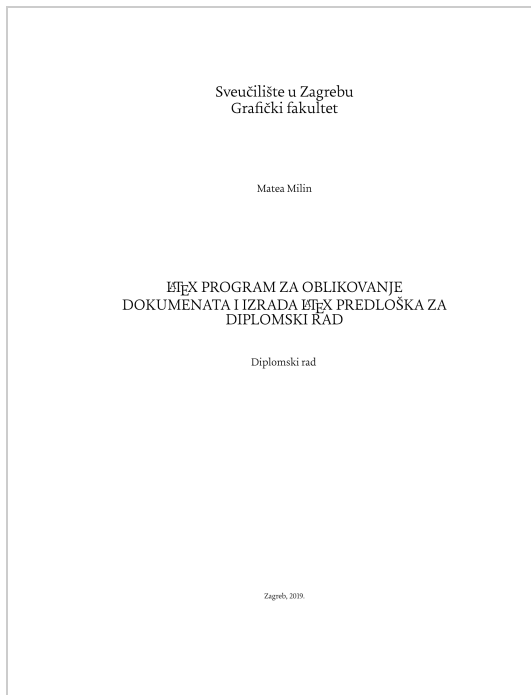 Sveučilište u Zagrebu
Grafički fakultet
Matea Milin
LATEX PROGRAM ZA OBLIKOVANJE
DOKUMENATA I IZRADA LATEX PREDLOŠKA ZA
DIPLOMSKI RAD
Diplomski rad
Zagreb, 2019.